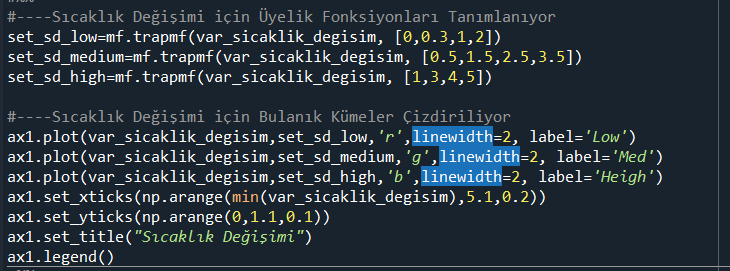 #----Sıcaklık Değişimi için Üyelik Fonksiyonları Tanımlanıyor
set_sd_low=mf.trapmf(var_sicaklik_degisim, [0,0.3,1,2])
set_sd_medium=mf.trapmf(var_sicaklik_degisim, [0.5,1.5,2.5,3.5])
set_sd_high=mf.trapmf(var_sicaklik_degisim, [1,3,4,5])
#----Sıcaklık Değişimi için Bulanık Kümeler Çizdiriliyor
ax1.plot(var_sicaklik_degisim,set_sd_low,'r',linewidth=2, label='Low')
ax1.plot(var_sicaklik_degisim,set_sd_medium,'g',linewidth=2, label='Med')
ax1.plot(var_sicaklik_degisim,set_sd_high,'b',linewidth=2, label='Heigh')
ax1.set_xticks(np.arange(min(var_sicaklik_degisim),5.1,0.2))
ax1.set_yticks(np.arange(0,1.1,0.1))
ax1.set_title("Sıcaklık Değişimi")
ax1.legend()